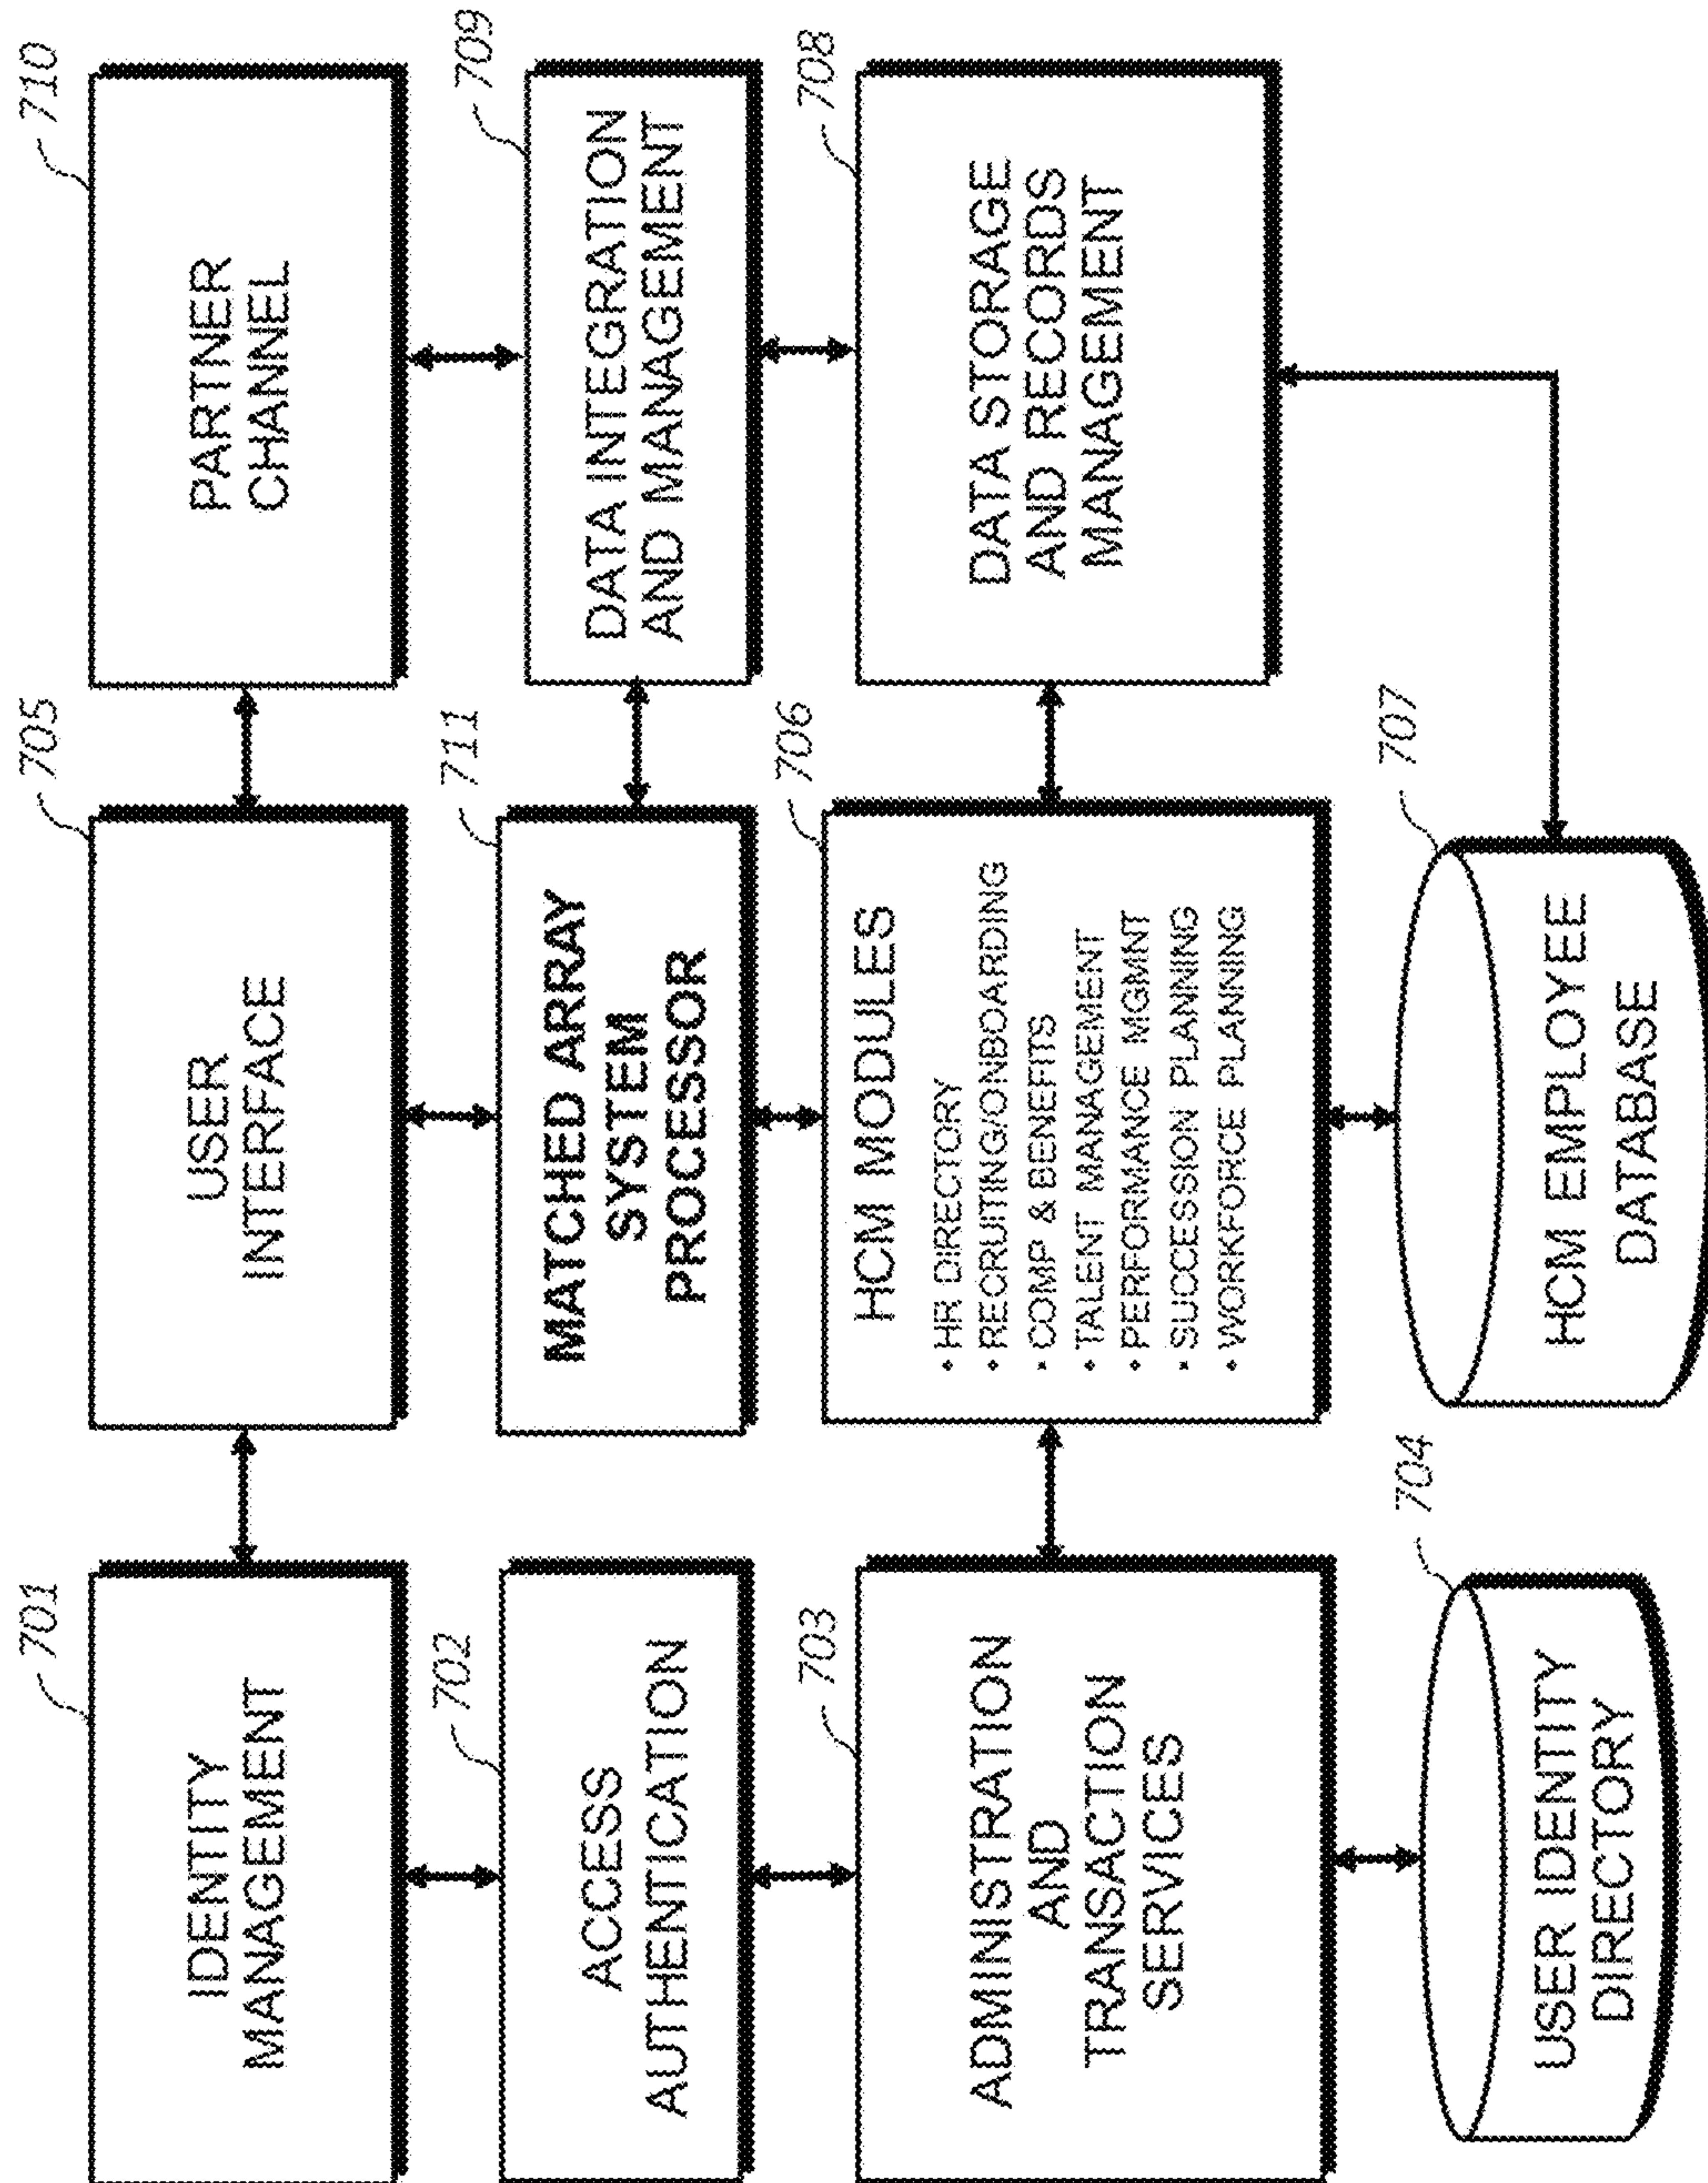 701
IDENTITY
MANAGEMENT
705
USER
INTERFACE
710
PARTNER
CHANNEL
702
ACCESS
AUTHENTICATION
711
MATCHED ARRAY
SYSTEM
PROCESSOR
709
DATA INTEGRATION
AND MANAGEMENT
703
ADMINISTRATION
AND
TRANSACTION
SERVICES
706
HCM MODULES
• HR DIRECTORY
• RECRUITING/ONBOARDING
• COMP & BENEFITS
• TALENT MANAGEMENT
• PERFORMANCE MGMNT
• SUCCESSION PLANNING
• WORKFORCE PLANNING
708
DATA STORAGE
AND RECORDS
MANAGEMENT
704
USER IDENTITY
DIRECTORY
707
HCM EMPLOYEE
DATABASE